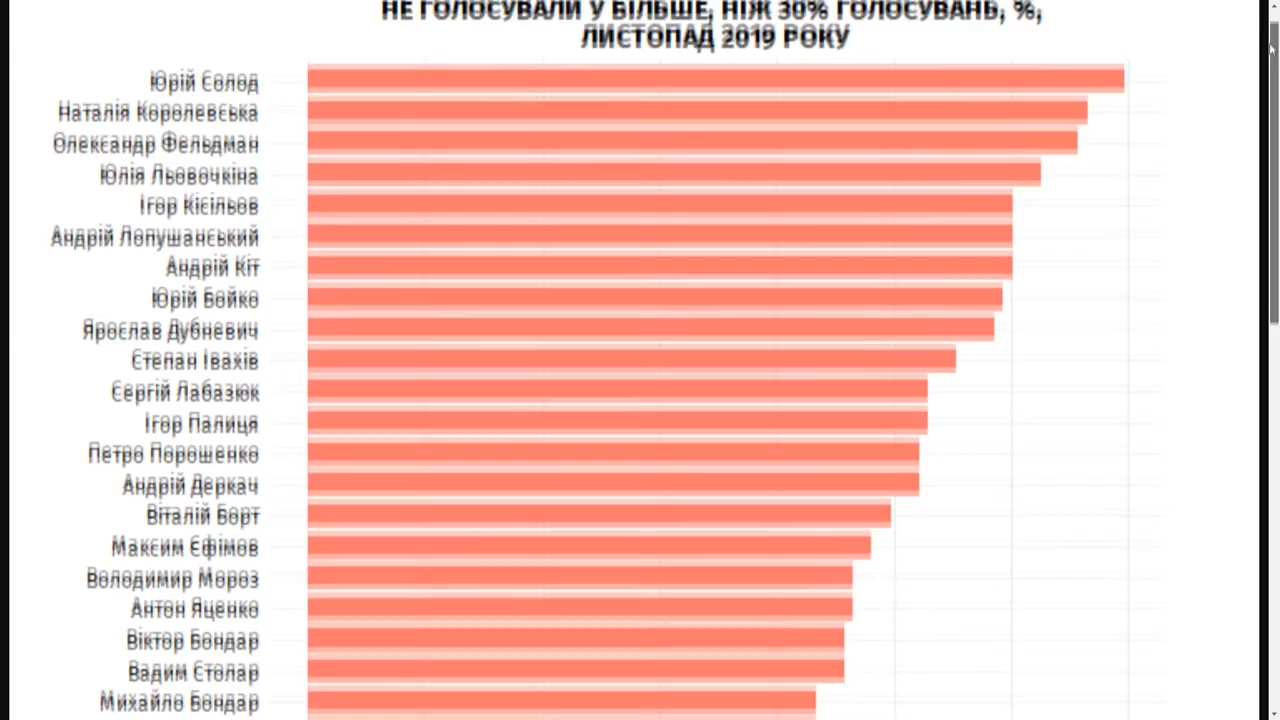 НЕ ГОЛОСУВАЛИ У БІЛЬШЕ, НІЖ 30% ГОЛОСУВАНЬ, %,
ЛИСТОПАД 2019 РОКУ
Юрій Солод
Наталія Королевська
Олександр Фельдман
Юлія Льовочкіна
Ігор Кісільов
Андрій Лопушанський
Андрій Кіт
Юрій Бойко
Ярослав Дубневич
Степан Івахів
Сергій Лабазюк
Ігор Палиця
Петро Порошенко
Андрій Деркач
Віталій Борт
Максим Єфімов
Володимир Мороз
Антон Яценко
Віктор Бондар
Вадим Столар
Михайло Бондар